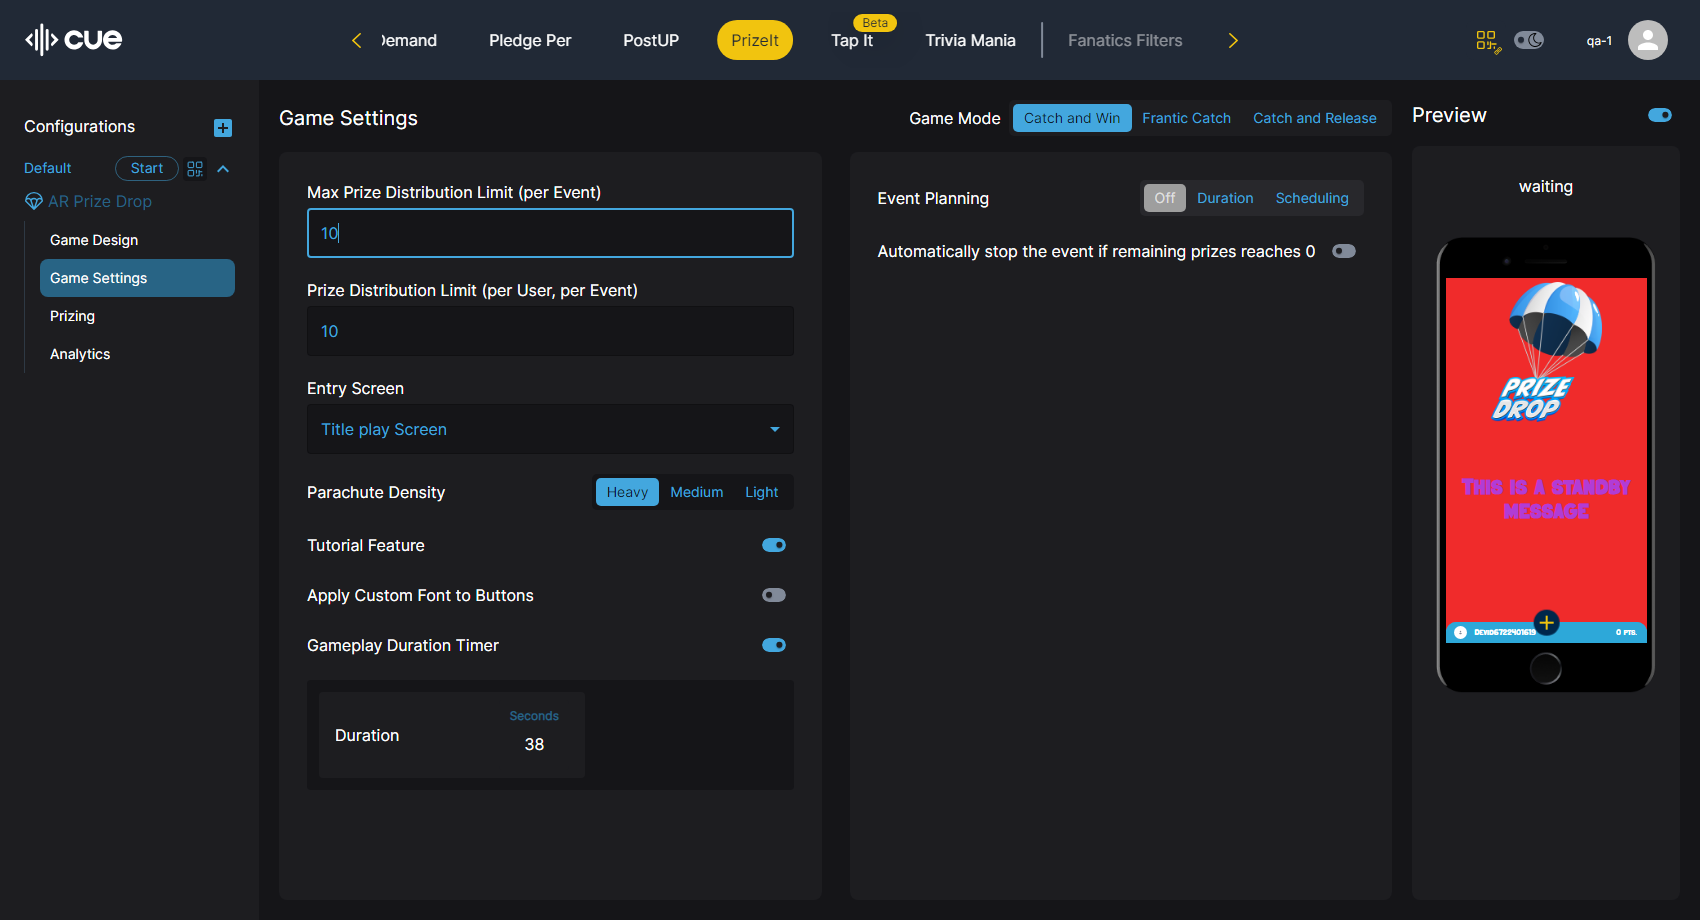 cue
Demand
Pledge Per
PostUP
PrizeIt
Beta
Tap It
Trivia Mania
Fanatics Filters
qa-1
Configurations
Default
Start
AR Prize Drop
Game Design
Game Settings
Prizing
Analytics
Game Settings
Game Mode
Catch and Win
Frantic Catch
Catch and Release
Max Prize Distribution Limit (per Event)
10
Prize Distribution Limit (per User, per Event)
10
Entry Screen
Title play Screen
Parachute Density
Heavy
Medium
Light
Tutorial Feature
Apply Custom Font to Buttons
Gameplay Duration Timer
Duration
Seconds
38
Event Planning
Off
Duration
Scheduling
Automatically stop the event if remaining prizes reaches 0
Preview
waiting
PRIZE
DROP
THIS IS A STANDBY
MESSAGE
0 PTS.